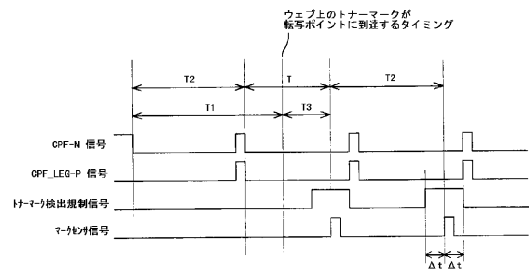 ウェブ上のトナーマークが
転写ポイントに到達するタイミング
T2 T T2
T1 T3
CPF-N 信号
CPF_LEG-P 信号
トナーマーク検出規制信号
マークセンサ信号
Δt Δt